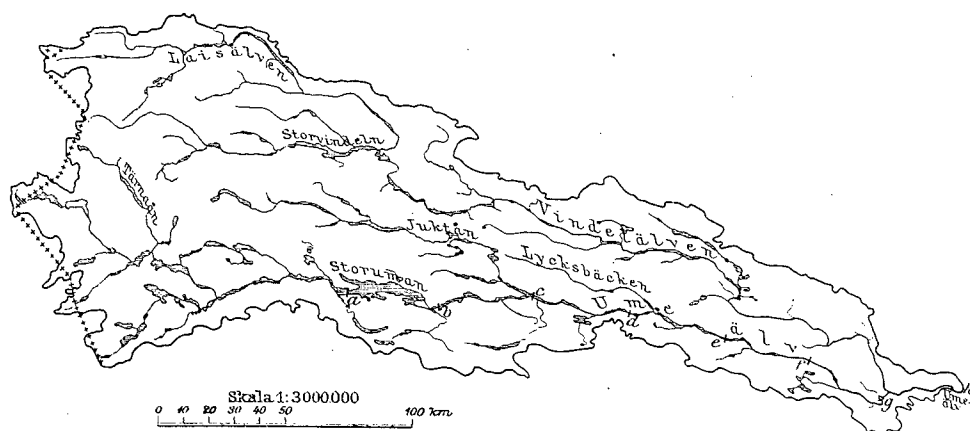 Laisälven
Storvindeln
Tärnaån
Vindelälven
Juktån
Lycksbäcken
Storuman
Ume älv
a
b
c
d
e
f
g
Skala 1:3000000
0 10 20 30 40 50 100 km